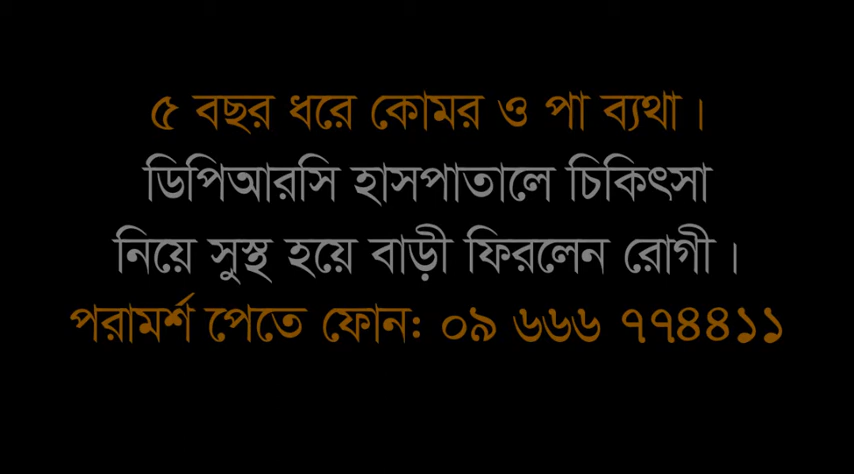 ৫ বছর ধরে কোমর ও পা ব্যথা।
ডিপিআরসি হাসপাতালে চিকিৎসা
নিয়ে সুস্থ হয়ে বাড়ী ফিরলেন রোগী।
পরামর্শ পেতে ফোন: ০৯ ৬৬৬ ৭৭৪৪১১